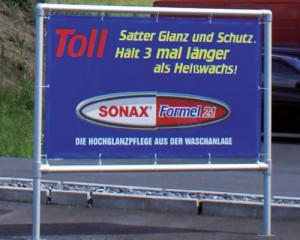 Toll Satter Glanz und Schutz.
Hält 3 mal länger
als Heißwachs!
SONAX Formel 21
DIE HOCHGLANZPFLEGE AUS DER WASCHANLAGE